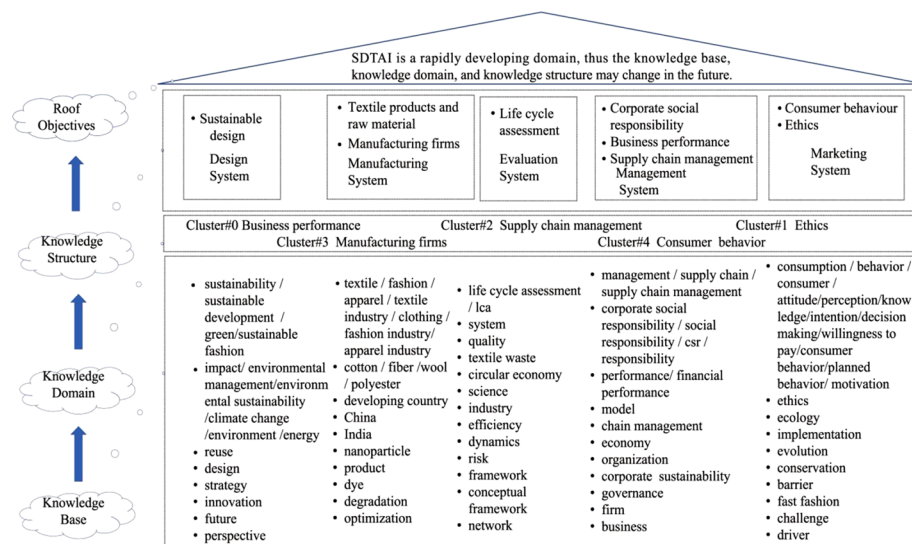 SDTAI is a rapidly developing domain, thus the knowledge base,
knowledge domain, and knowledge structure may change in the future.
Roof
Objectives
• Sustainable
design
Design
System
• Textile products and
raw material
• Manufacturing firms
Manufacturing
System
• Life cycle
assessment
Evaluation
System
• Corporate social
responsibility
• Business performance
• Supply chain management
Management
System
• Consumer behaviour
• Ethics
Marketing
System
Knowledge
Structure
Cluster#0 Business performance
Cluster#2 Supply chain management
Cluster#1 Ethics
Cluster#3 Manufacturing firms
Cluster#4 Consumer behavior
Knowledge
Domain
Knowledge
Base
• sustainability /
sustainable
development /
green/sustainable
fashion
• impact/ environmental
management/environm
ental sustainability
/climate change
/environment /energy
• reuse
• design
• strategy
• innovation
• future
• perspective
• textile / fashion /
apparel / textile
industry / clothing /
fashion industry/
apparel industry
• cotton / fiber /wool
/ polyester
• developing country
• China
• India
• nanoparticle
• product
• dye
• degradation
• optimization
• life cycle assessment
/ lca
• system
• quality
• textile waste
• circular economy
• science
• industry
• efficiency
• dynamics
• risk
• framework
• conceptual
framework
• network
• management / supply chain /
supply chain management
• corporate social
responsibility / social
responsibility / csr /
responsibility
• performance/ financial
performance
• model
• chain management
• economy
• organization
• corporate sustainability
• governance
• firm
• business
• consumption / behavior /
consumer /
attitude/perception/know
ledge/intention/decision
making/willingness to
pay/consumer
behavior/planned
behavior/ motivation
• ethics
• ecology
• implementation
• evolution
• conservation
• barrier
• fast fashion
• challenge
• driver